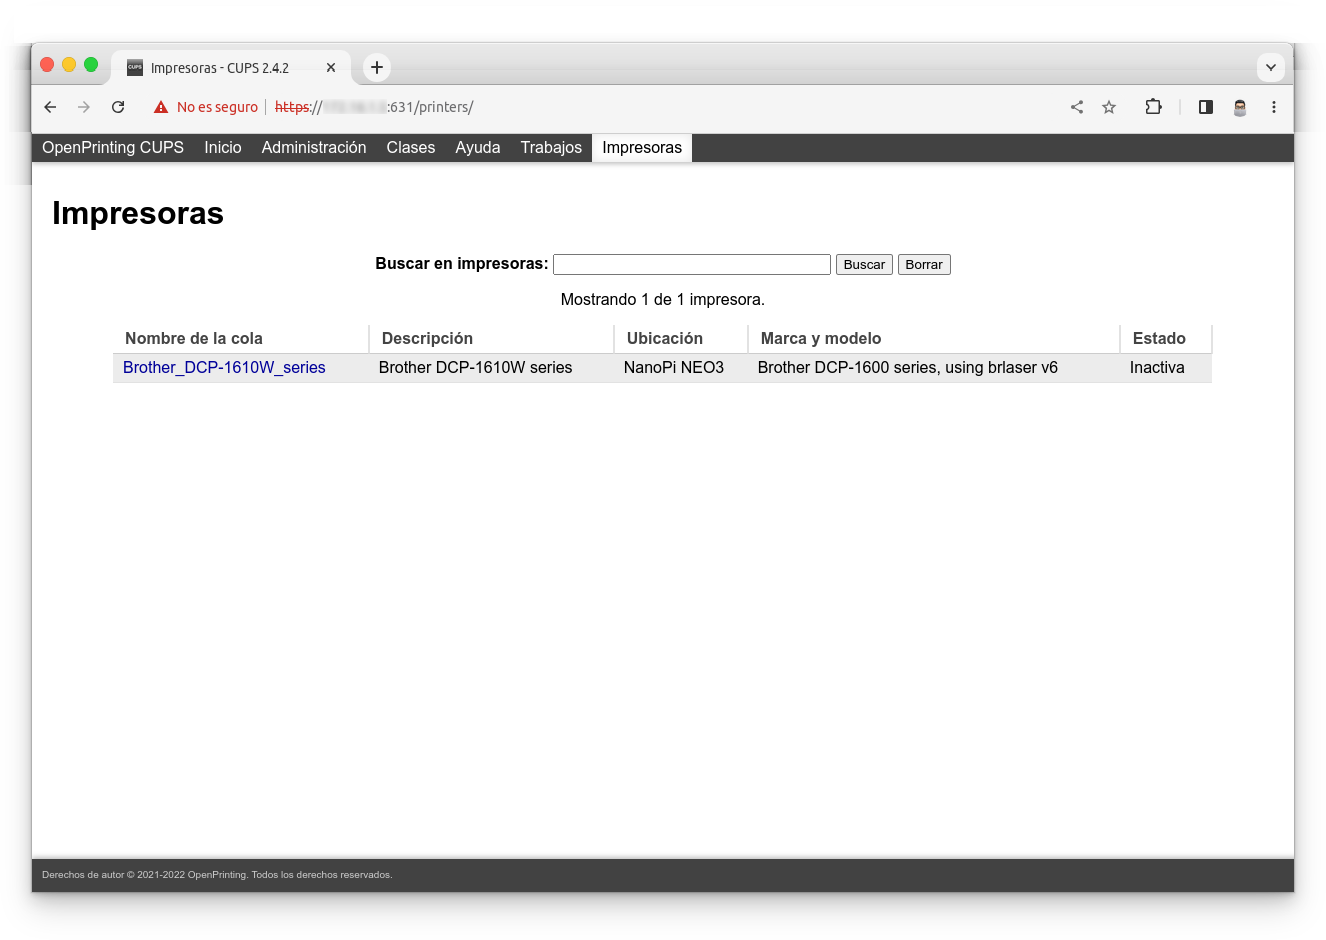 CUPS Impresoras - CUPS 2.4.2
No es seguro https:// :631/printers/
OpenPrinting CUPS Inicio Administración Clases Ayuda Trabajos Impresoras
Impresoras
Buscar en impresoras: Buscar Borrar
Mostrando 1 de 1 impresora.
Nombre de la cola Descripción Ubicación Marca y modelo Estado
Brother_DCP-1610W_series Brother DCP-1610W series NanoPi NEO3 Brother DCP-1600 series, using brlaser v6 Inactiva
Derechos de autor © 2021-2022 OpenPrinting. Todos los derechos reservados.